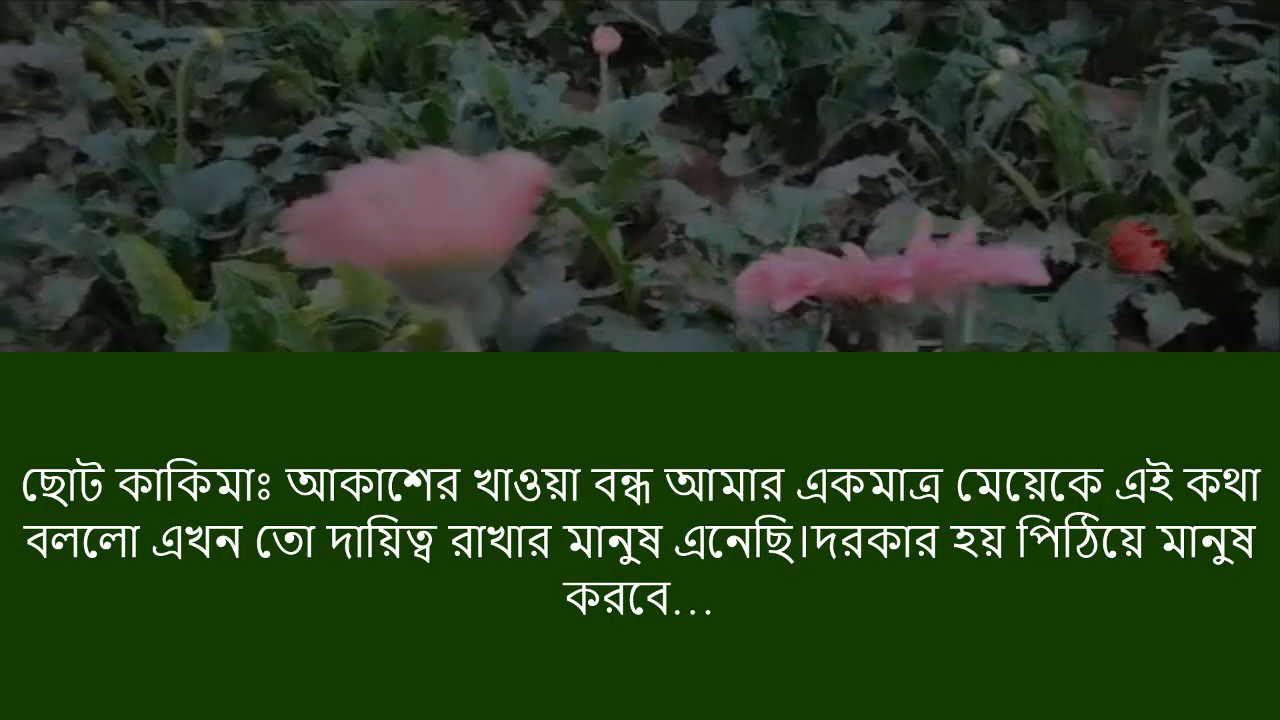 ছোট কাকিমাঃ আকাশের খাওয়া বন্ধ আমার একমাত্র মেয়েকে এই কথা
বললো এখন তো দায়িত্ব রাখার মানুষ এনেছি।দরকার হয় পিঠিয়ে মানুষ
করবে...